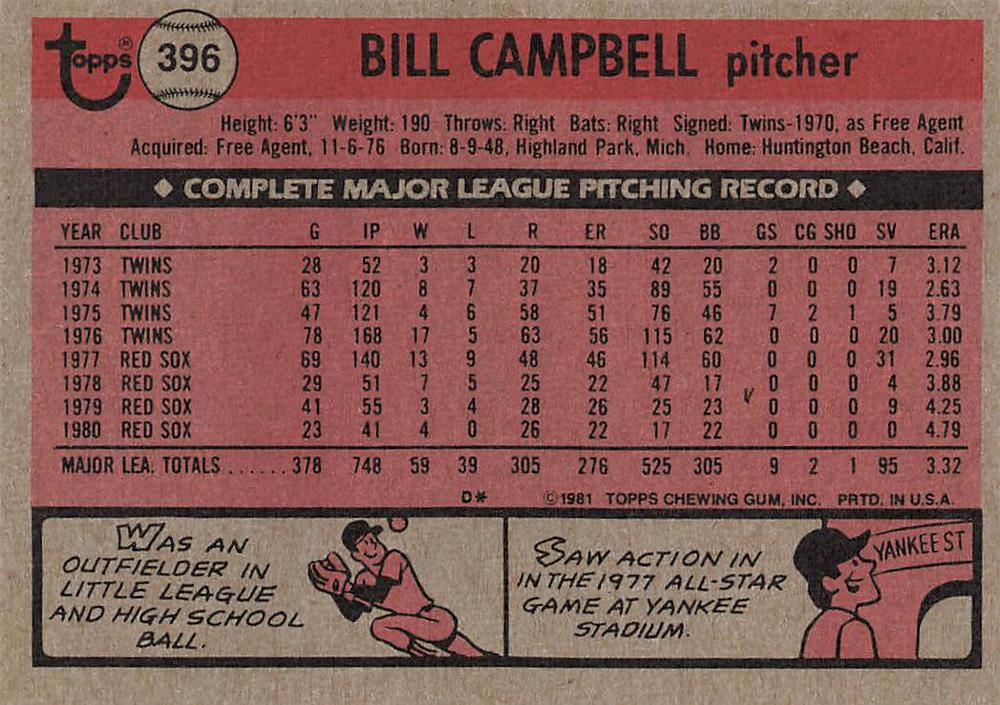 topps® 396 BILL CAMPBELL pitcher
Height: 6'3" Weight: 190 Throws: Right Bats: Right Signed: Twins-1970, as Free Agent
Acquired: Free Agent, 11-6-76 Born: 8-9-48, Highland Park, Mich. Home: Huntington Beach, Calif.
◆ COMPLETE MAJOR LEAGUE PITCHING RECORD ◆
YEAR CLUB G IP W L R ER SO BB GS CG SHO SV ERA
1973 TWINS 28 52 3 3 20 18 42 20 2 0 0 7 3.12
1974 TWINS 63 120 8 7 37 35 89 55 0 0 0 19 2.63
1975 TWINS 47 121 4 6 58 51 76 46 7 2 1 5 3.79
1976 TWINS 78 168 17 5 63 56 115 62 0 0 0 20 3.00
1977 RED SOX 69 140 13 9 48 46 114 60 0 0 0 31 2.96
1978 RED SOX 29 51 7 5 25 22 47 17 0 0 0 4 3.88
1979 RED SOX 41 55 3 4 28 26 25 23 0 0 0 9 4.25
1980 RED SOX 23 41 4 0 26 22 17 22 0 0 0 0 4.79
MAJOR LEA. TOTALS ......378 748 59 39 305 276 525 305 9 2 1 95 3.32
D* ©1981 TOPPS CHEWING GUM, INC. PRTD. IN U.S.A.
WAS AN
OUTFIELDER IN
LITTLE LEAGUE
AND HIGH SCHOOL
BALL.
SAW ACTION IN
IN THE 1977 ALL-STAR
GAME AT YANKEE
STADIUM.
YANKEE ST